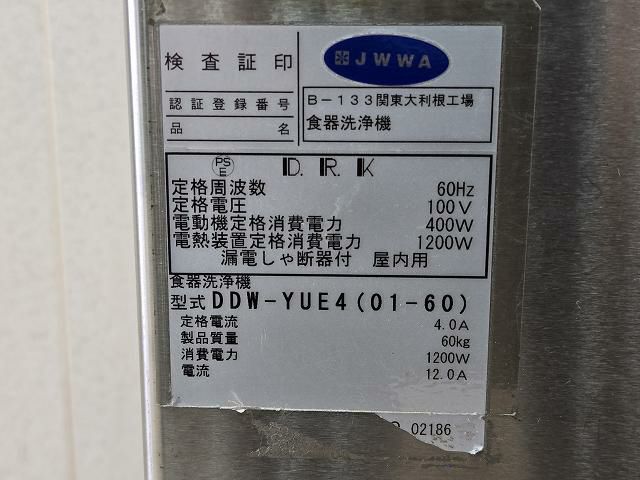 検査証印 JWWA
認証登録番号 B-133関東大利根工場
品名 食器洗浄機
PS
E
D.R.K
定格周波数 60Hz
定格電圧 100V
電動機定格消費電力 400W
電熱装置定格消費電力 1200W
漏電しゃ断器付 屋内用
食器洗浄機
型式 DDW-YUE4(01-60)
定格電流 4.0A
製品質量 60kg
消費電力 1200W
電流 12.0A
02186